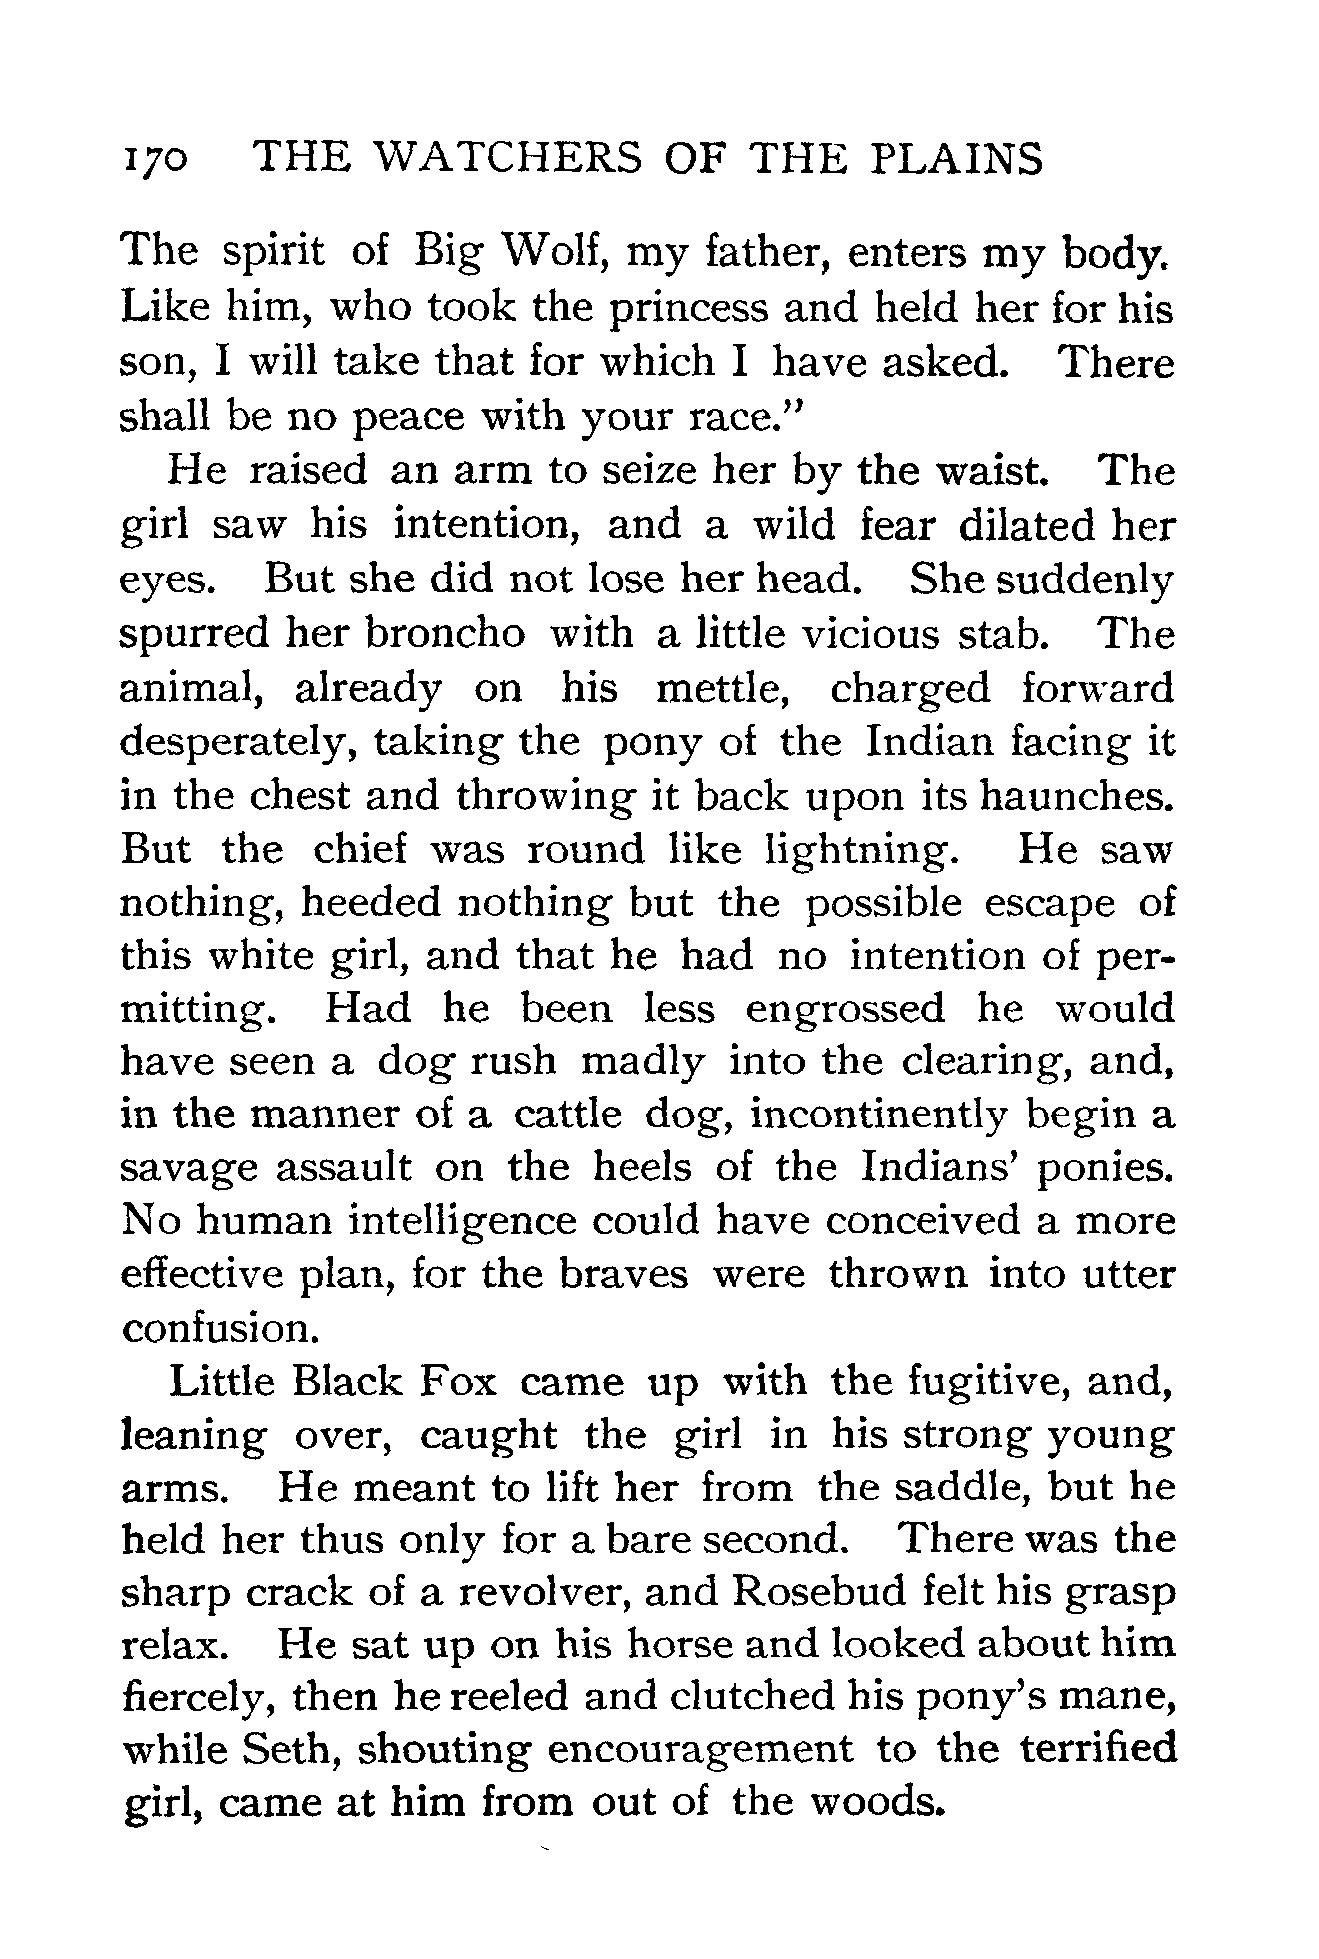 170 THE WATCHERS OF THE PLAINS
The spirit of Big Wolf, my father, enters my body.
Like him, who took the princess and held her for his
son, I will take that for which I have asked. There
shall be no peace with your race.”
He raised an arm to seize her by the waist. The
girl saw his intention, and a wild fear dilated her
eyes. But she did not lose her head. She suddenly
spurred her broncho with a little vicious stab. The
animal, already on his mettle, charged forward
desperately, taking the pony of the Indian facing it
in the chest and throwing it back upon its haunches.
But the chief was round like lightning. He saw
nothing, heeded nothing but the possible escape of
this white girl, and that he had no intention of per-
mitting. Had he been less engrossed he would
have seen a dog rush madly into the clearing, and,
in the manner of a cattle dog, incontinently begin a
savage assault on the heels of the Indians’ ponies.
No human intelligence could have conceived a more
effective plan, for the braves were thrown into utter
confusion.
Little Black Fox came up with the fugitive, and,
leaning over, caught the girl in his strong young
arms. He meant to lift her from the saddle, but he
held her thus only for a bare second. There was the
sharp crack of a revolver, and Rosebud felt his grasp
relax. He sat up on his horse and looked about him
fiercely, then he reeled and clutched his pony’s mane,
while Seth, shouting encouragement to the terrified
girl, came at him from out of the woods.